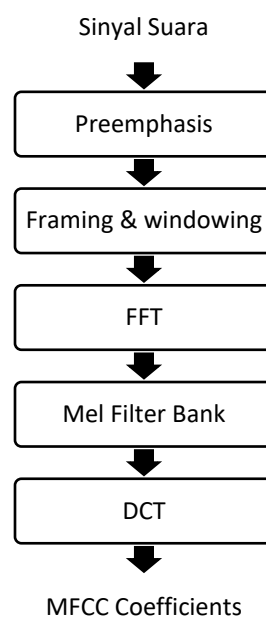 Sinyal Suara
Preemphasis
Framing & windowing
FFT
Mel Filter Bank
DCT
MFCC Coefficients